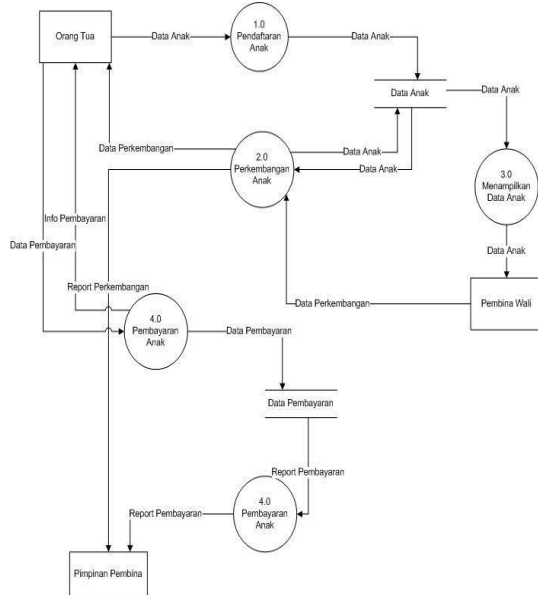 1.0
Pendaftaran
Anak
Orang Tua
Data Anak
Data Anak
Data Anak
Data Anak
Data Perkembangan
2.0
Perkembangan
Anak
Data Anak
Data Anak
3.0
Menampilkan
Data Anak
Info Pembayaran
Data Pembayaran
Data Anak
Report Perkembangan
Pembina Wali
Data Perkembangan
4.0
Pembayaran
Anak
Data Pembayaran
Data Pembayaran
Report Pembayaran
4.0
Pembayaran
Anak
Report Pembayaran
Pimpinan Pembina